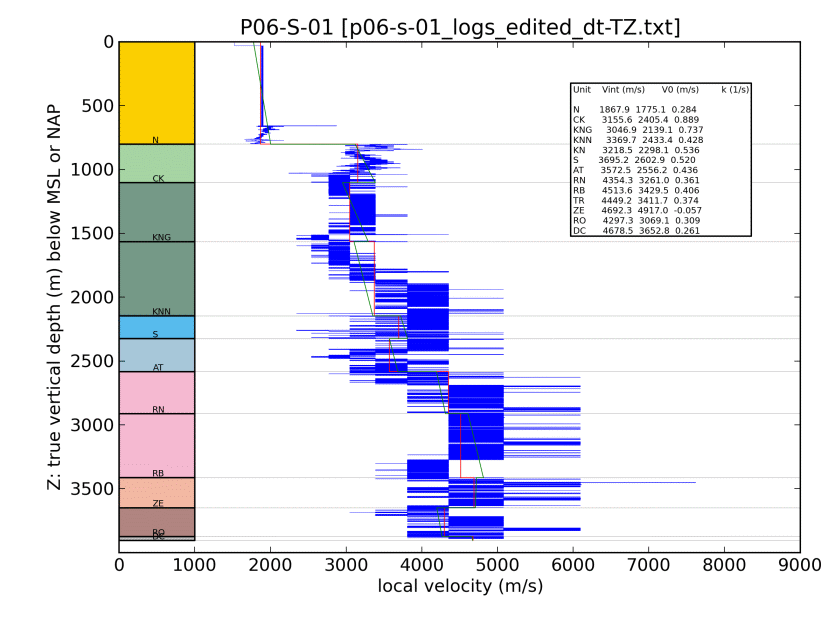 P06-S-01 [p06-s-01_logs_edited_dt-TZ.txt]
Z: true vertical depth (m) below MSL or NAP
0
500
1000
1500
2000
2500
3000
3500
N
CK
KNG
KNN
S
AT
RN
RB
ZE
RO
DC
Unit Vint (m/s) V0 (m/s) k (1/s)
N 1867.9 1775.1 0.284
CK 3155.6 2405.4 0.889
KNG 3046.9 2139.1 0.737
KNN 3369.7 2433.4 0.428
KN 3218.5 2298.1 0.536
S 3695.2 2602.9 0.520
AT 3572.5 2556.2 0.436
RN 4354.3 3261.0 0.361
RB 4513.6 3429.5 0.406
TR 4449.2 3411.7 0.374
ZE 4692.3 4917.0 -0.057
RO 4297.3 3069.1 0.309
DC 4678.5 3652.8 0.261
0 1000 2000 3000 4000 5000 6000 7000 8000 9000
local velocity (m/s)